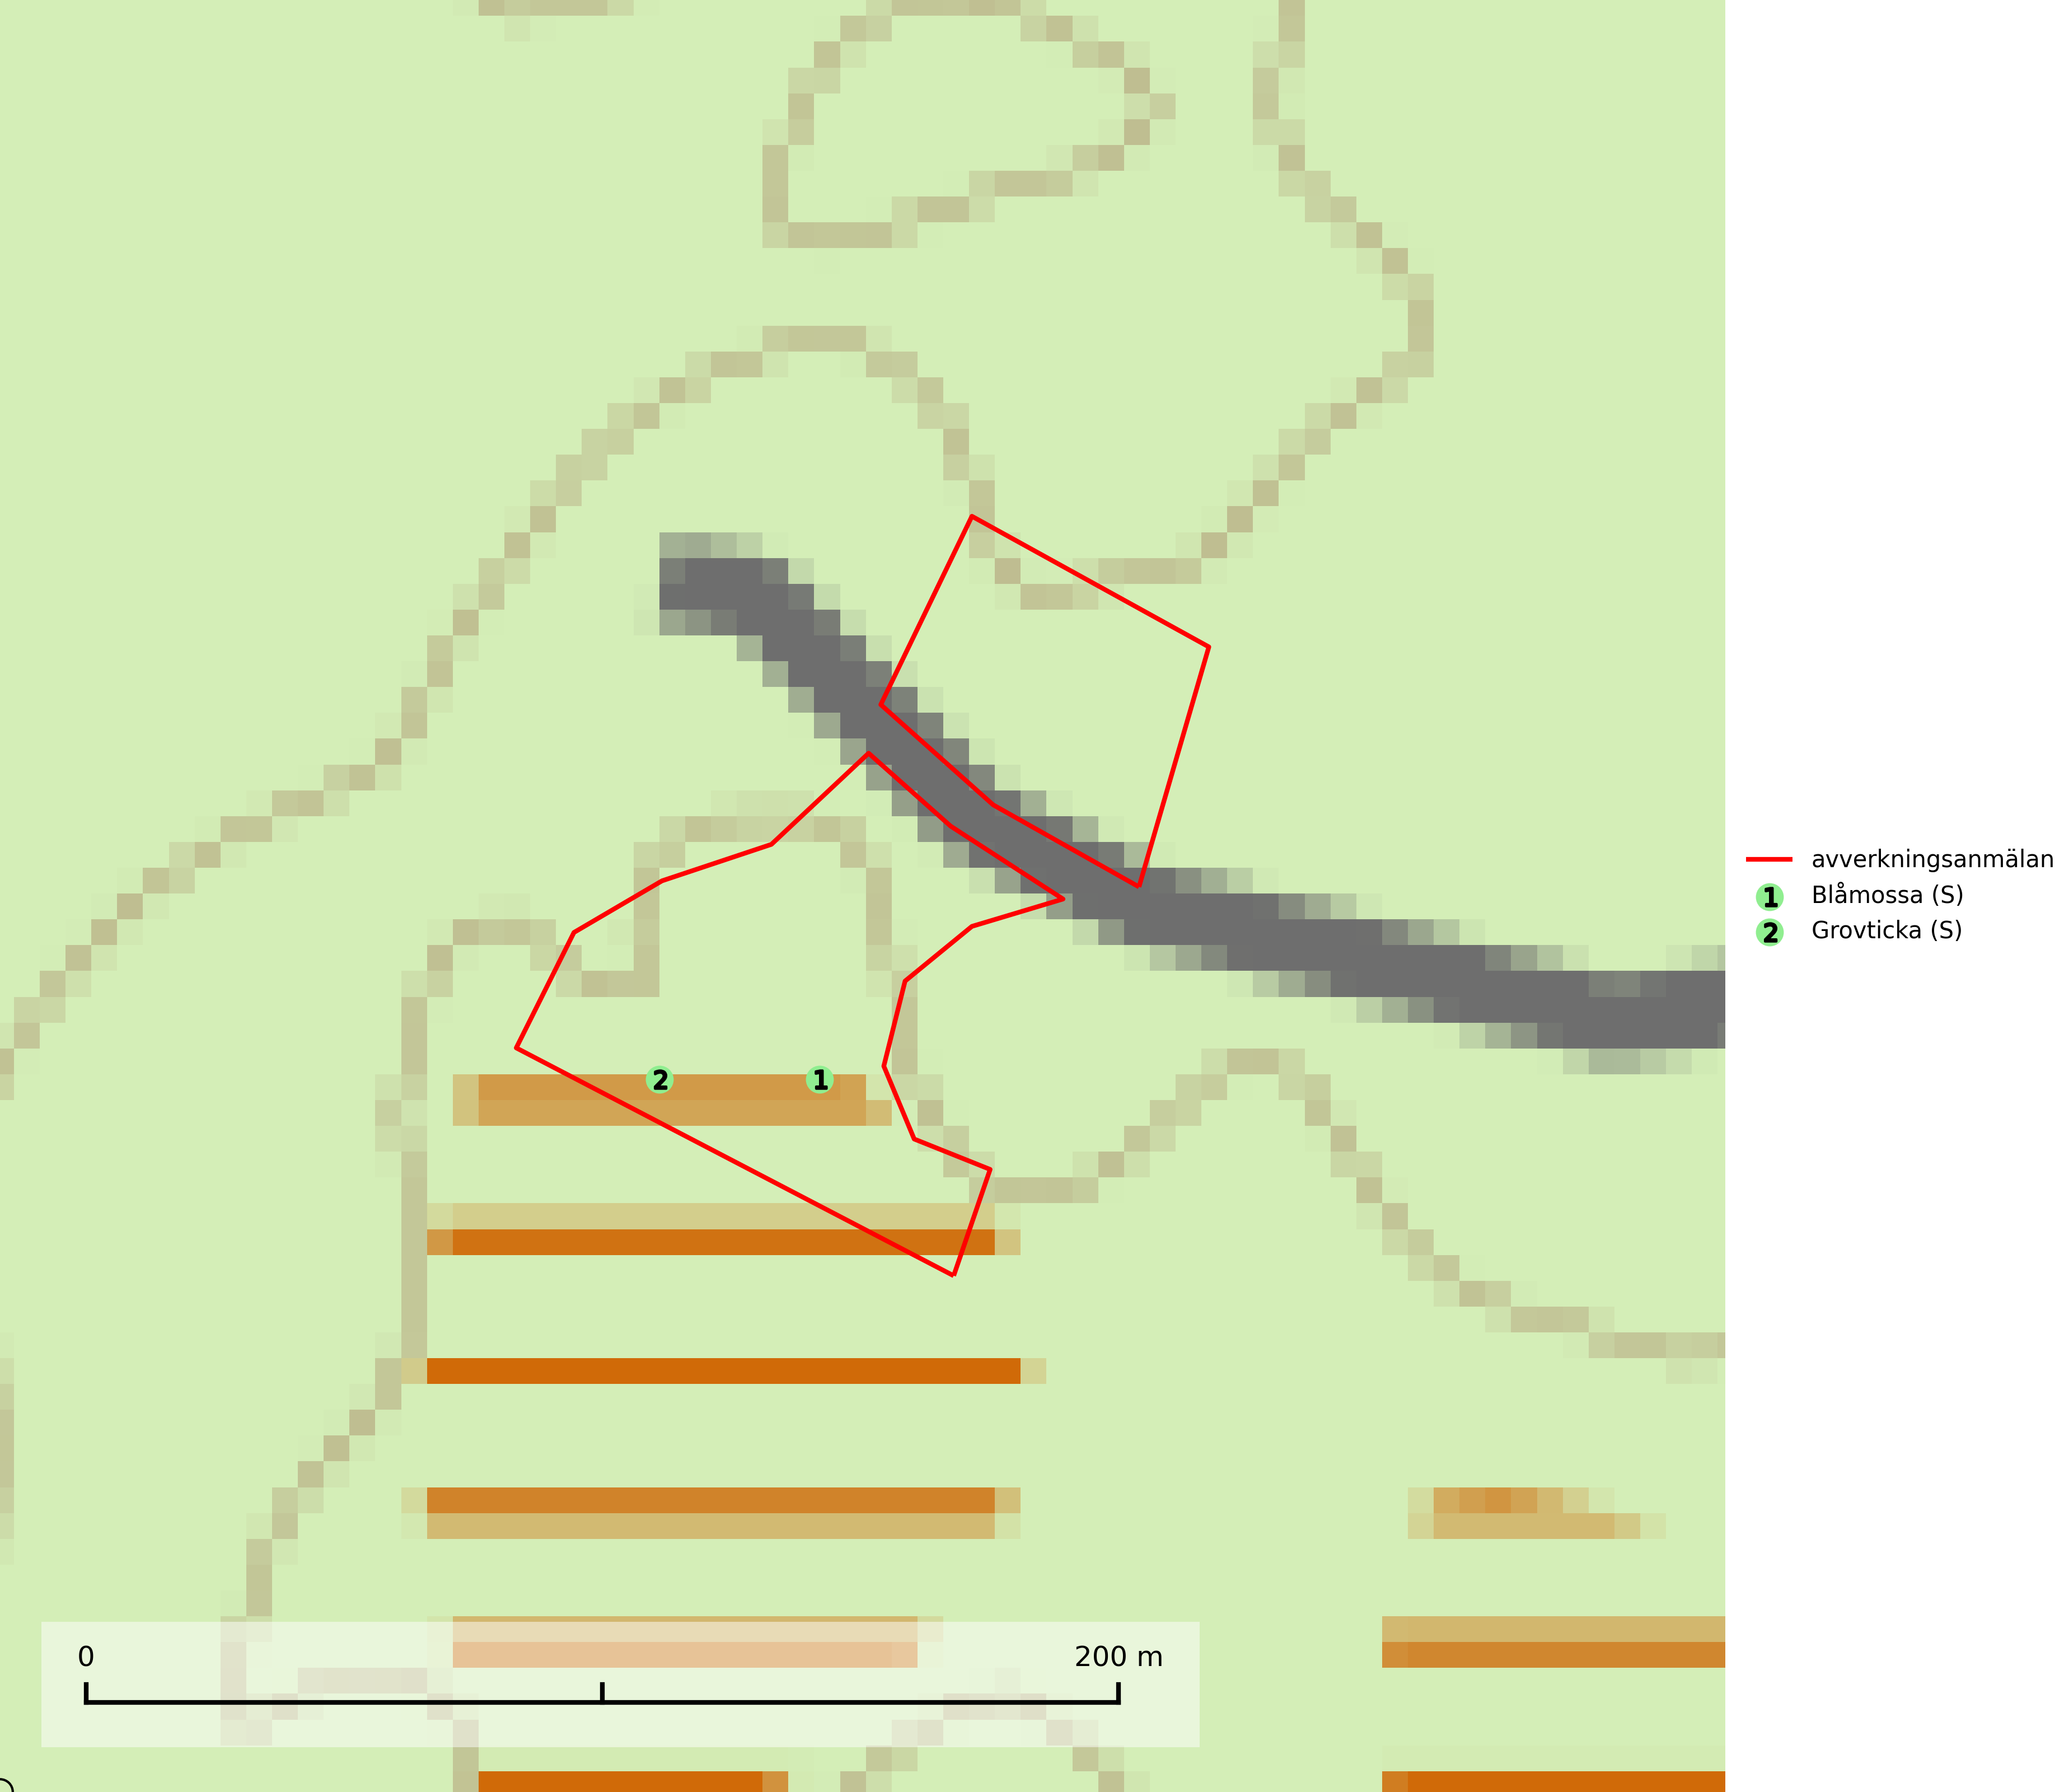 avverkningsanmälan
1 Blåmossa (S)
2 Grovticka (S)
2 1
0 200 m